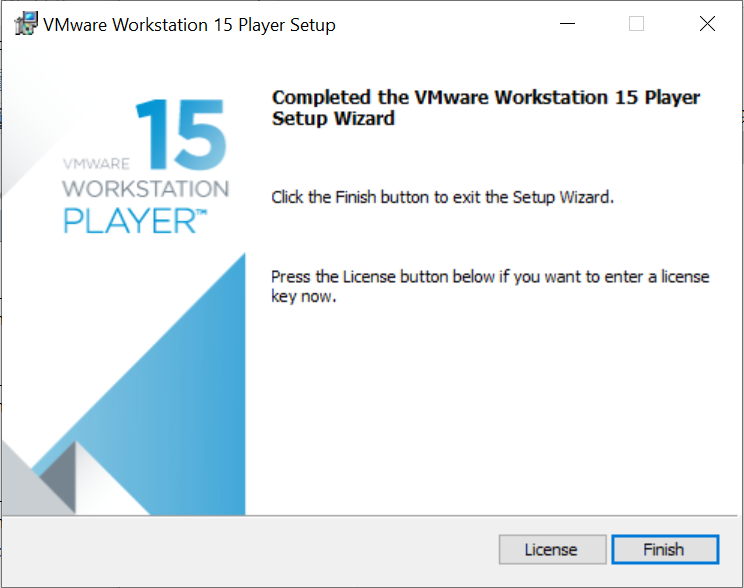 VMware Workstation 15 Player Setup
15
VMWARE
WORKSTATION
PLAYER™
Completed the VMware Workstation 15 Player
Setup Wizard
Click the Finish button to exit the Setup Wizard.
Press the License button below if you want to enter a license
key now.
License
Finish